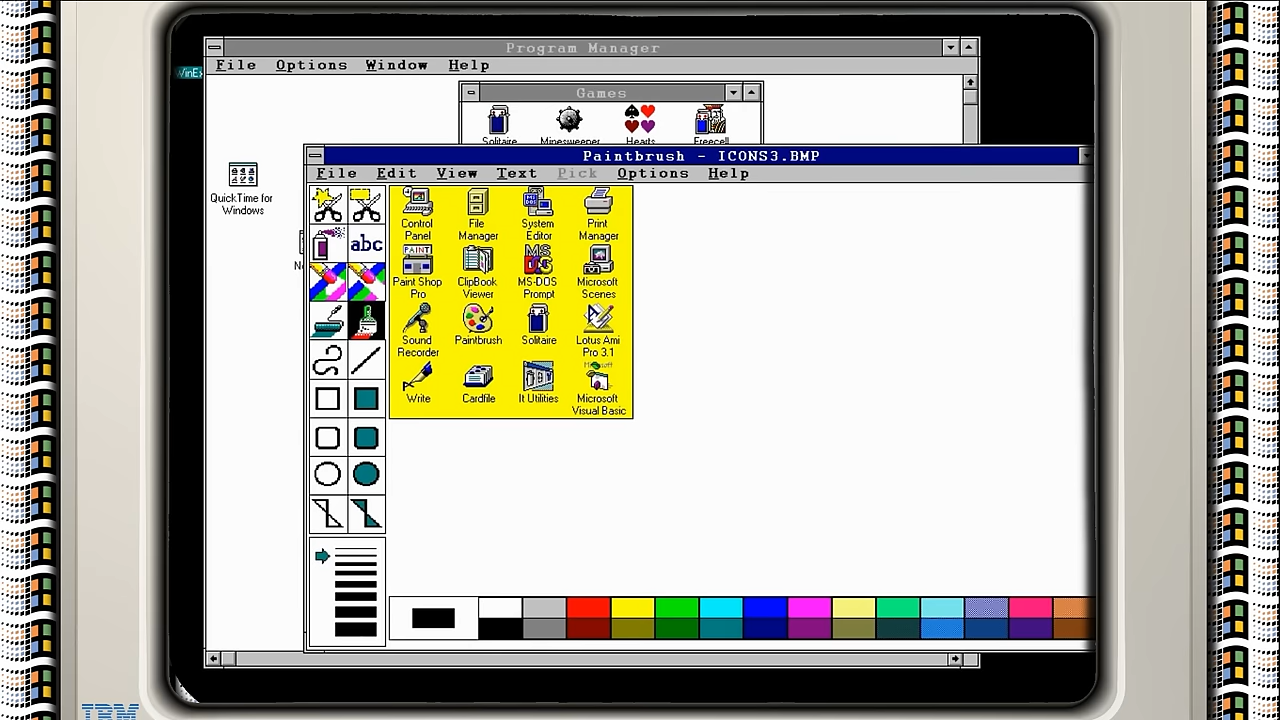 Program Manager
File Options Window Help
WinEx
Games
Solitaire Minesweeper Hearts Freecell
Paintbrush - ICONS3.BMP
File Edit View Text Pick Options Help
QuickTime for
Windows
abc
Control
Panel
File
Manager
System
Editor
Print
Manager
PAINT
MS
DOS
Paint Shop
Pro
ClipBook
Viewer
MS-DOS
Prompt
Microsoft
Scenes
Sound
Recorder
Paintbrush
Solitaire
Lotus Ami
Pro 3.1
Microsoft
Write
Cardfile
It Utilities
Microsoft
Visual Basic
IBM